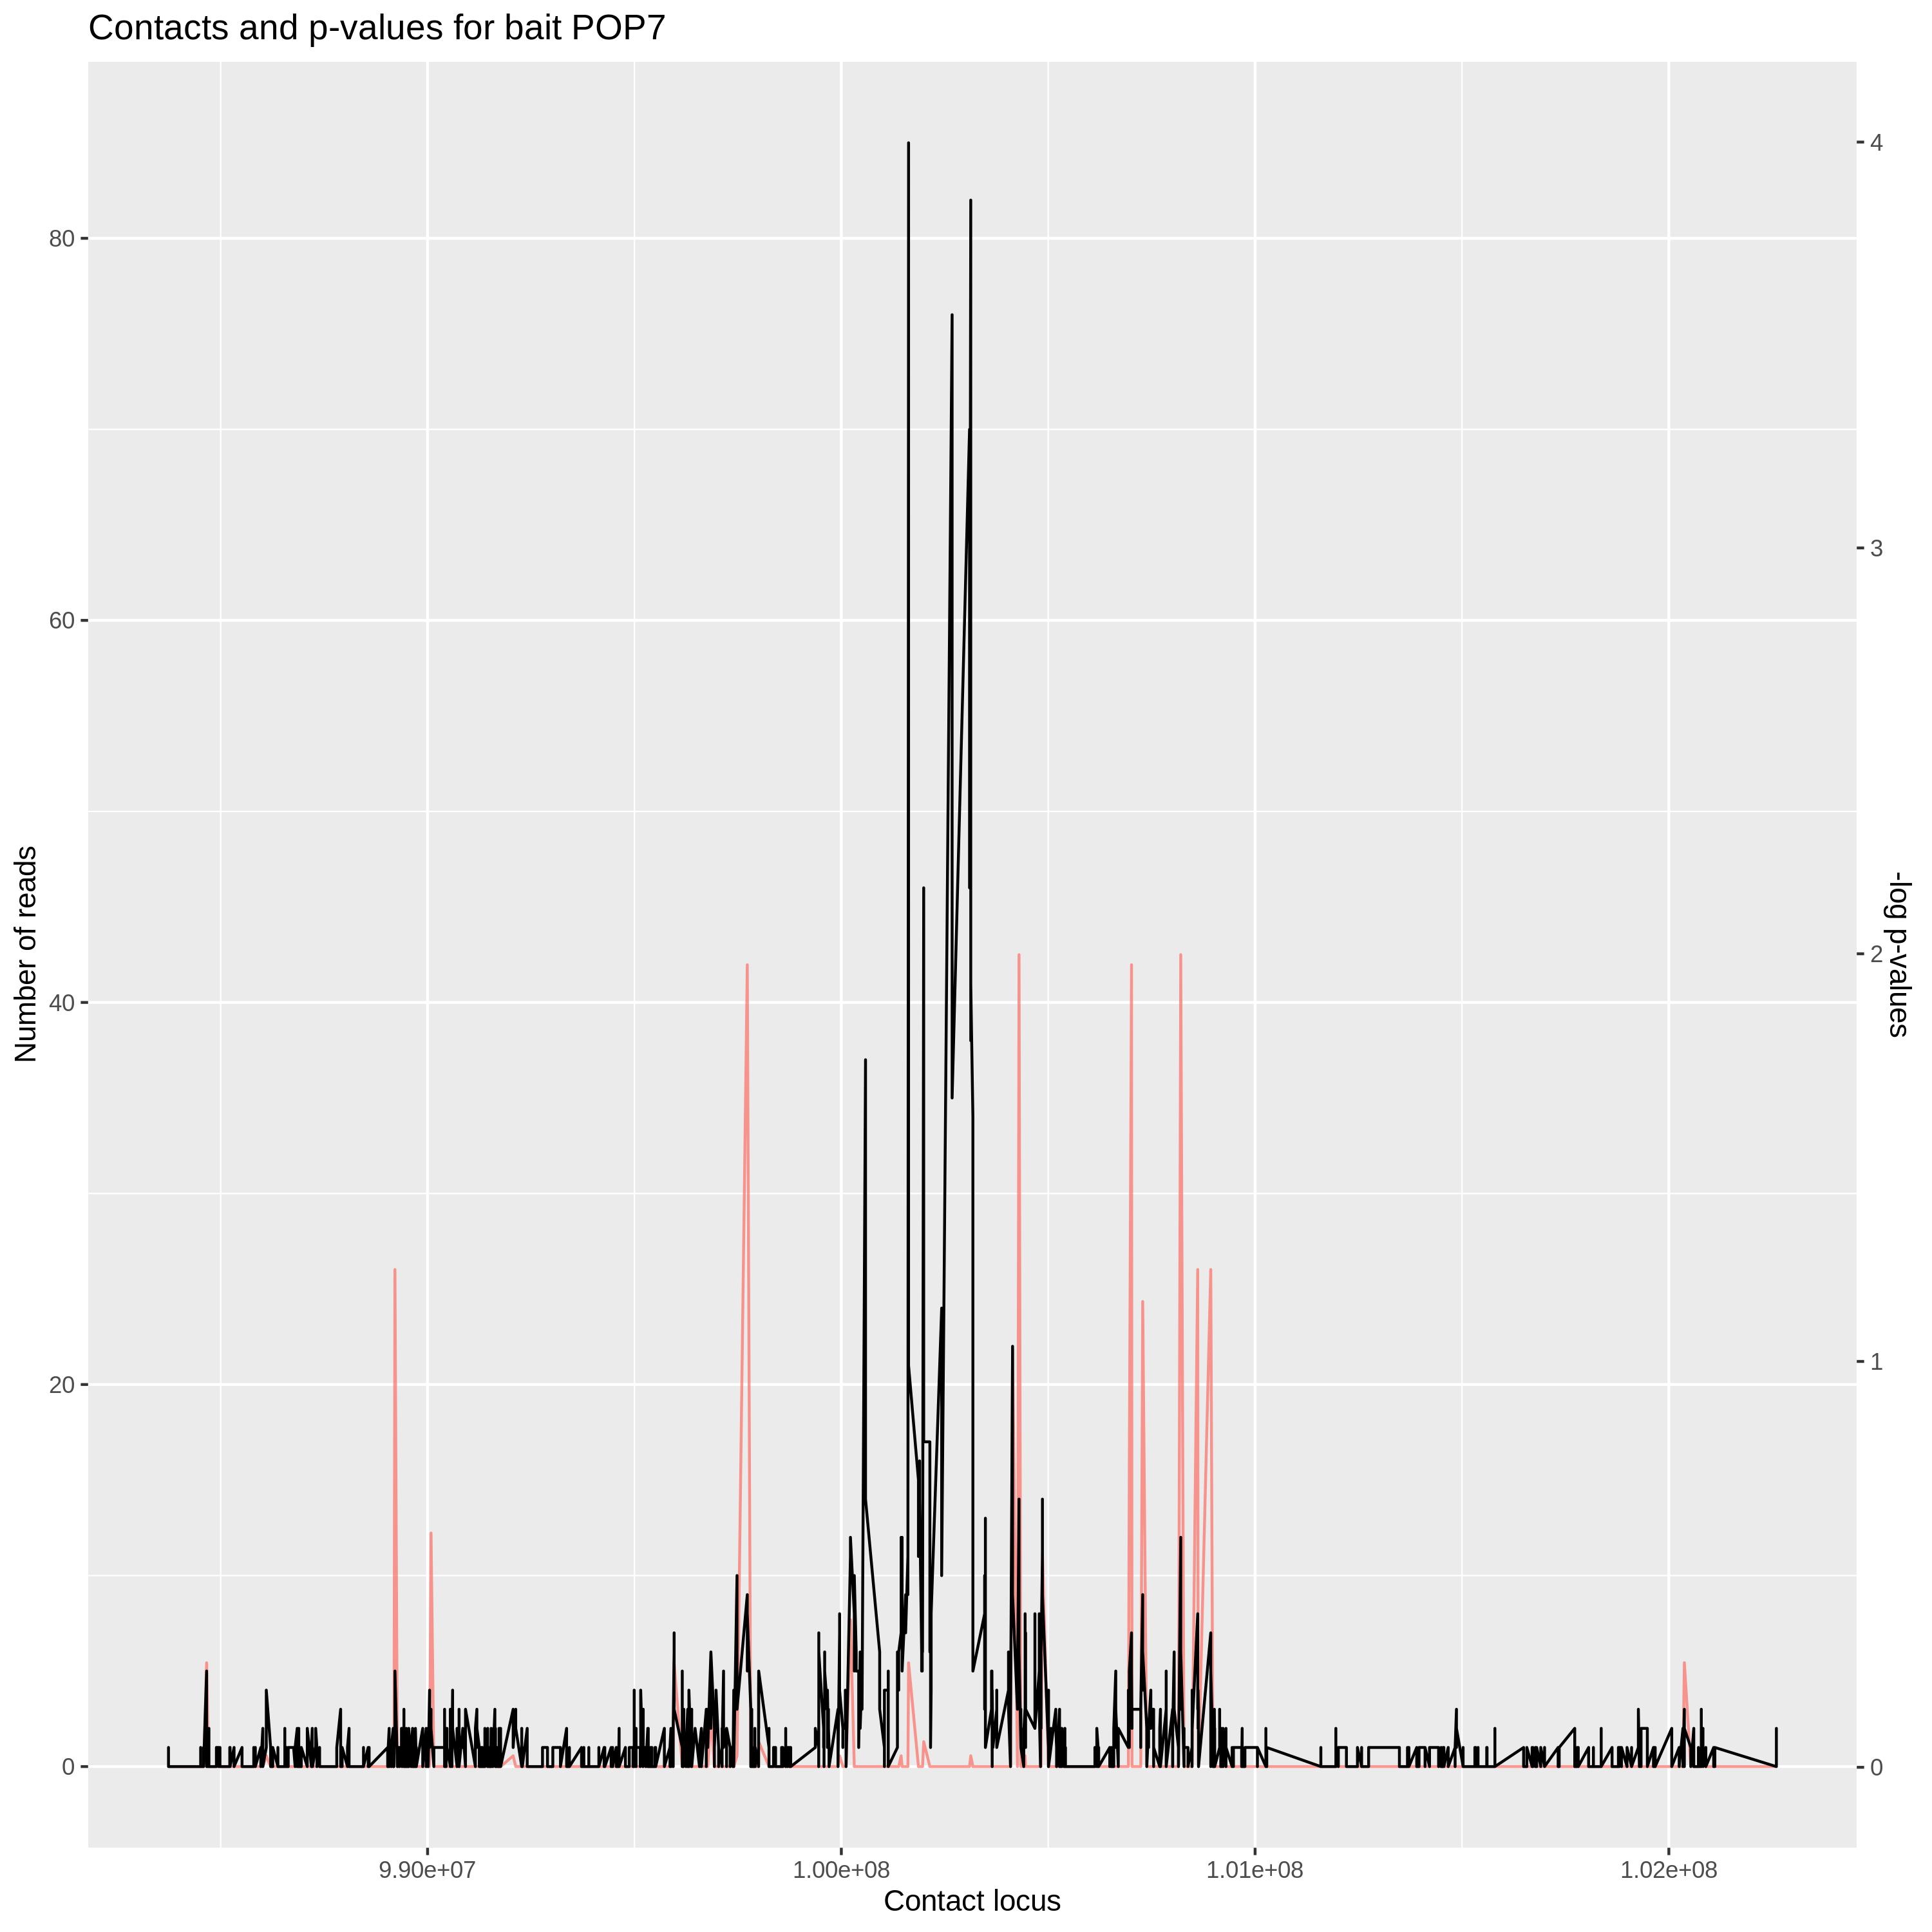 Contacts and p-values for bait POP7
80
60
40
20
0
4
3
2
1
0
Number of reads
-log p-values
9.90e+07
1.00e+08
1.01e+08
1.02e+08
Contact locus